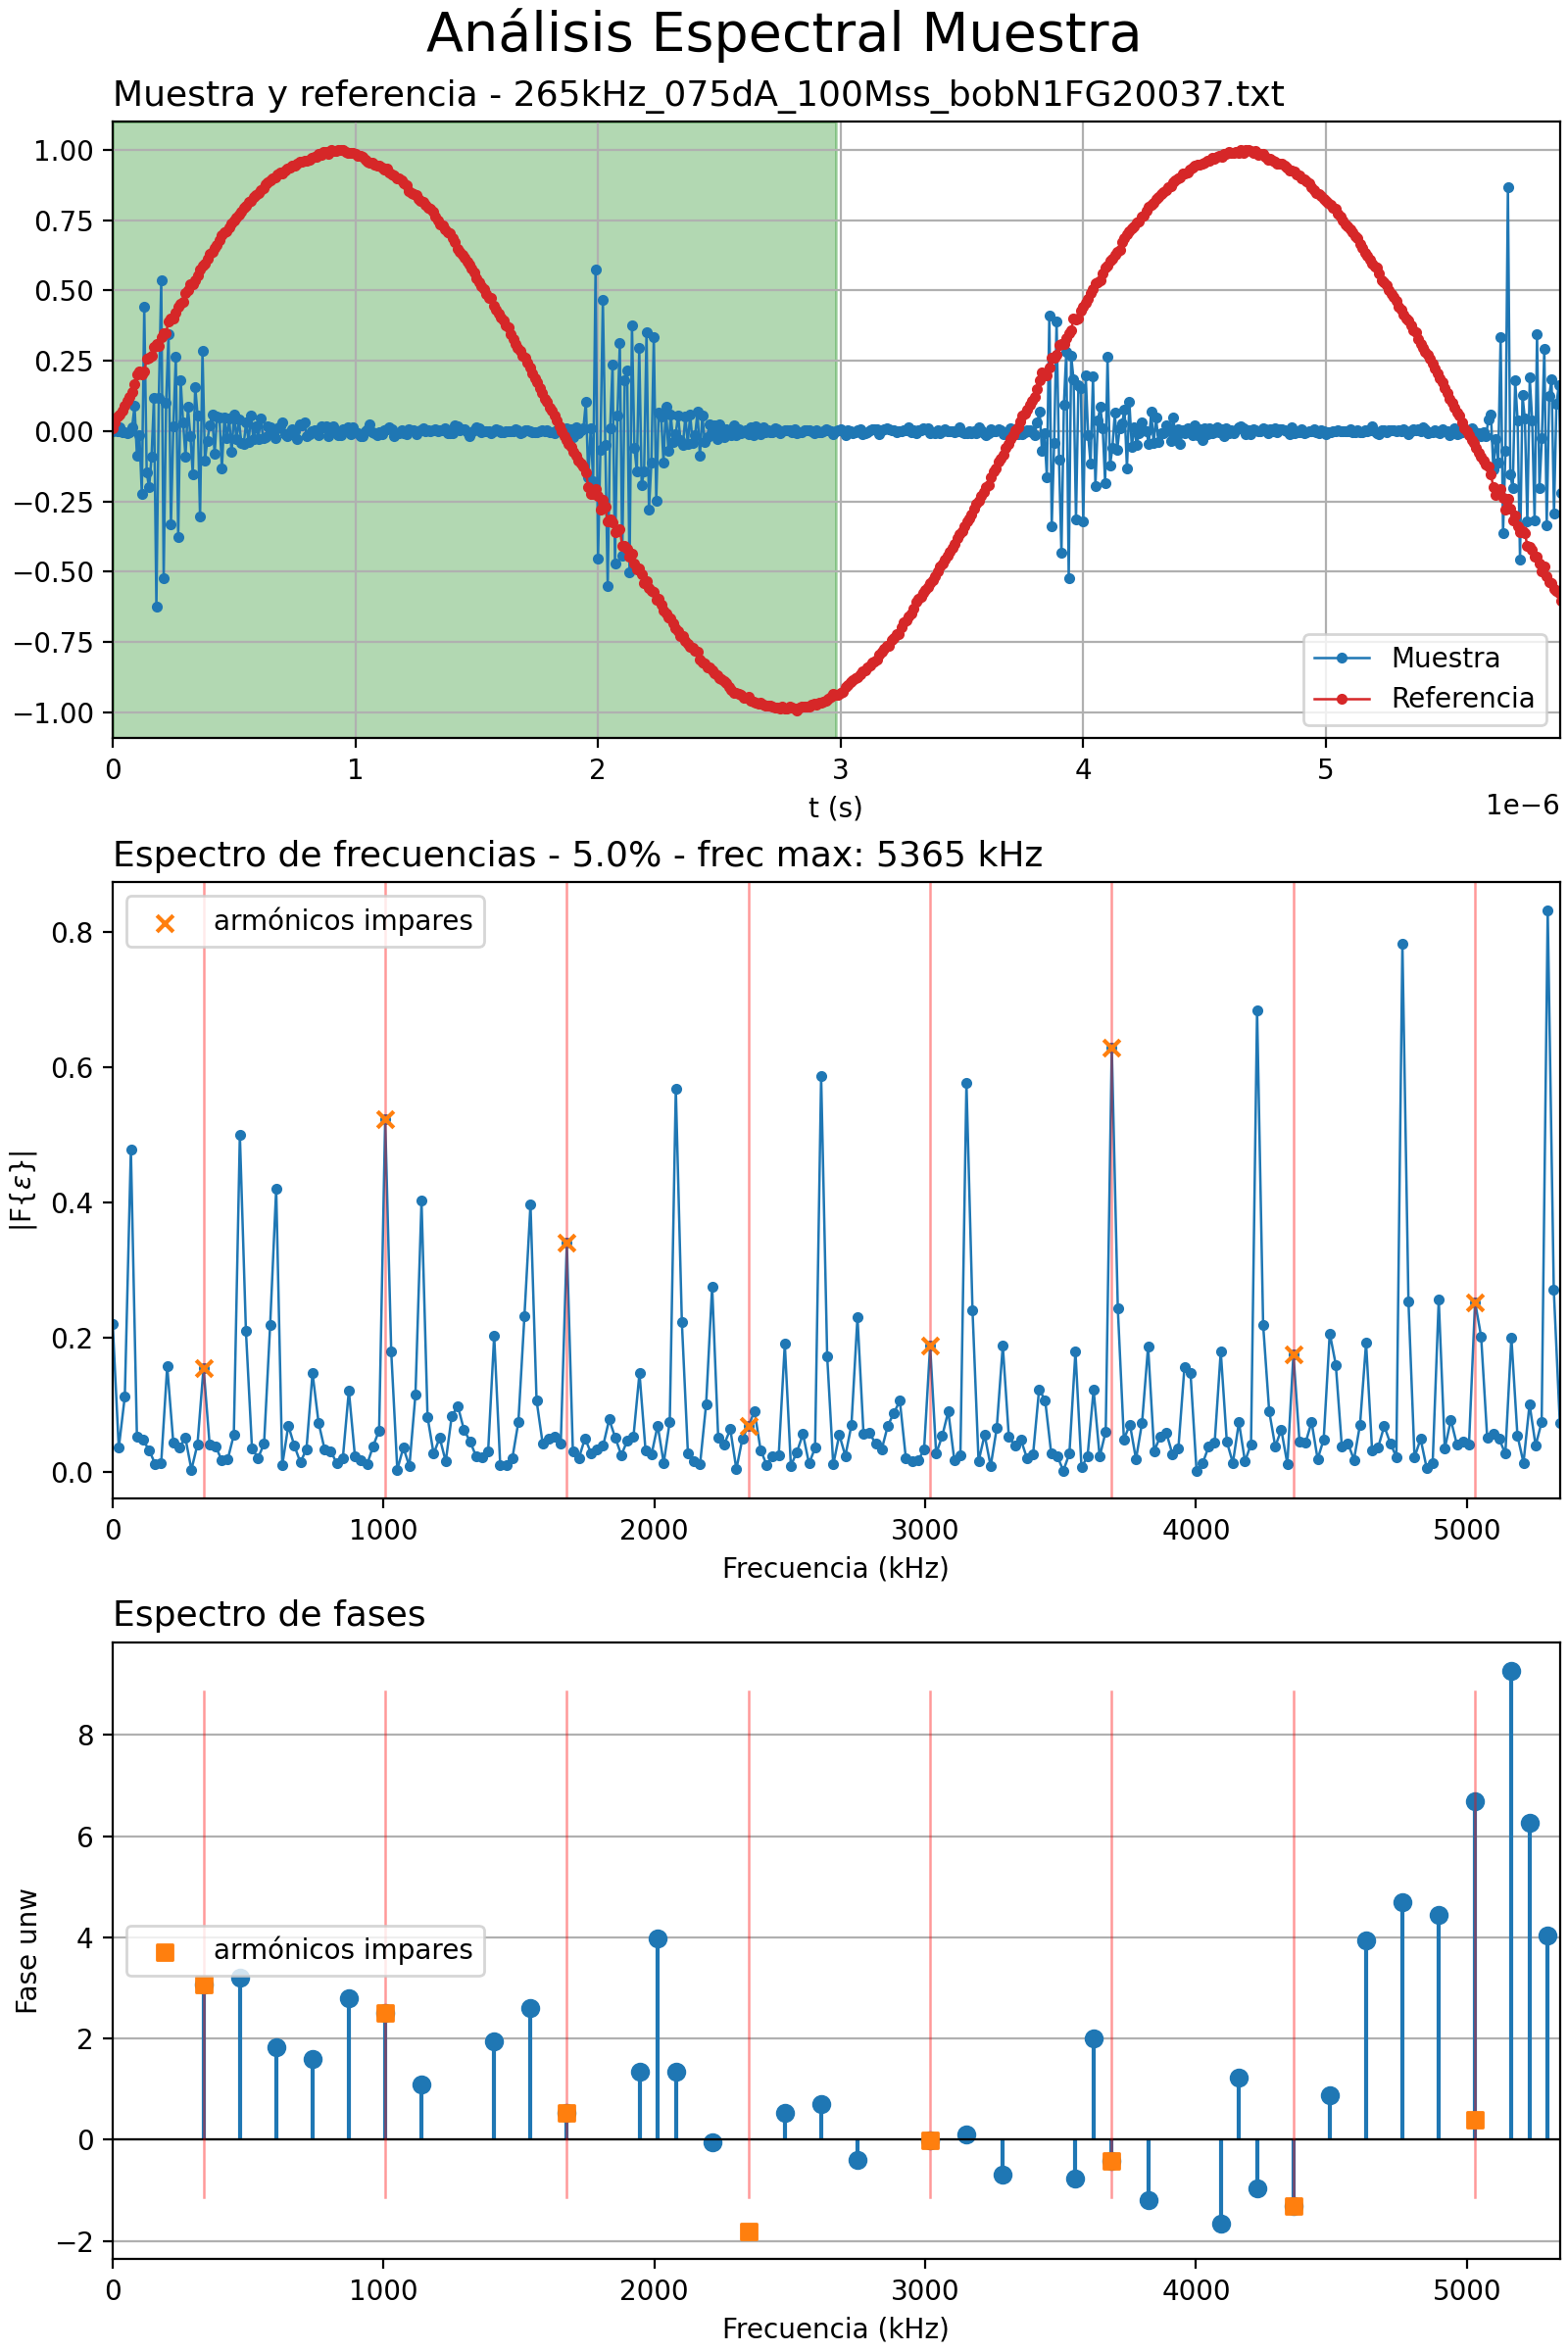 Análisis Espectral Muestra
Muestra y referencia - 265kHz_075dA_100Mss_bobN1FG20037.txt
1.00
0.75
0.50
0.25
0.00
−0.25
−0.50
−0.75
−1.00
Muestra
Referencia
0 1 2 3 4 5
t (s)
1e−6
Espectro de frecuencias - 5.0% - frec max: 5365 kHz
armónicos impares
|F{ε}|
0.8
0.6
0.4
0.2
0.0
0 1000 2000 3000 4000 5000
Frecuencia (kHz)
Espectro de fases
Fase unw
8
6
4
2
0
−2
armónicos impares
0 1000 2000 3000 4000 5000
Frecuencia (kHz)